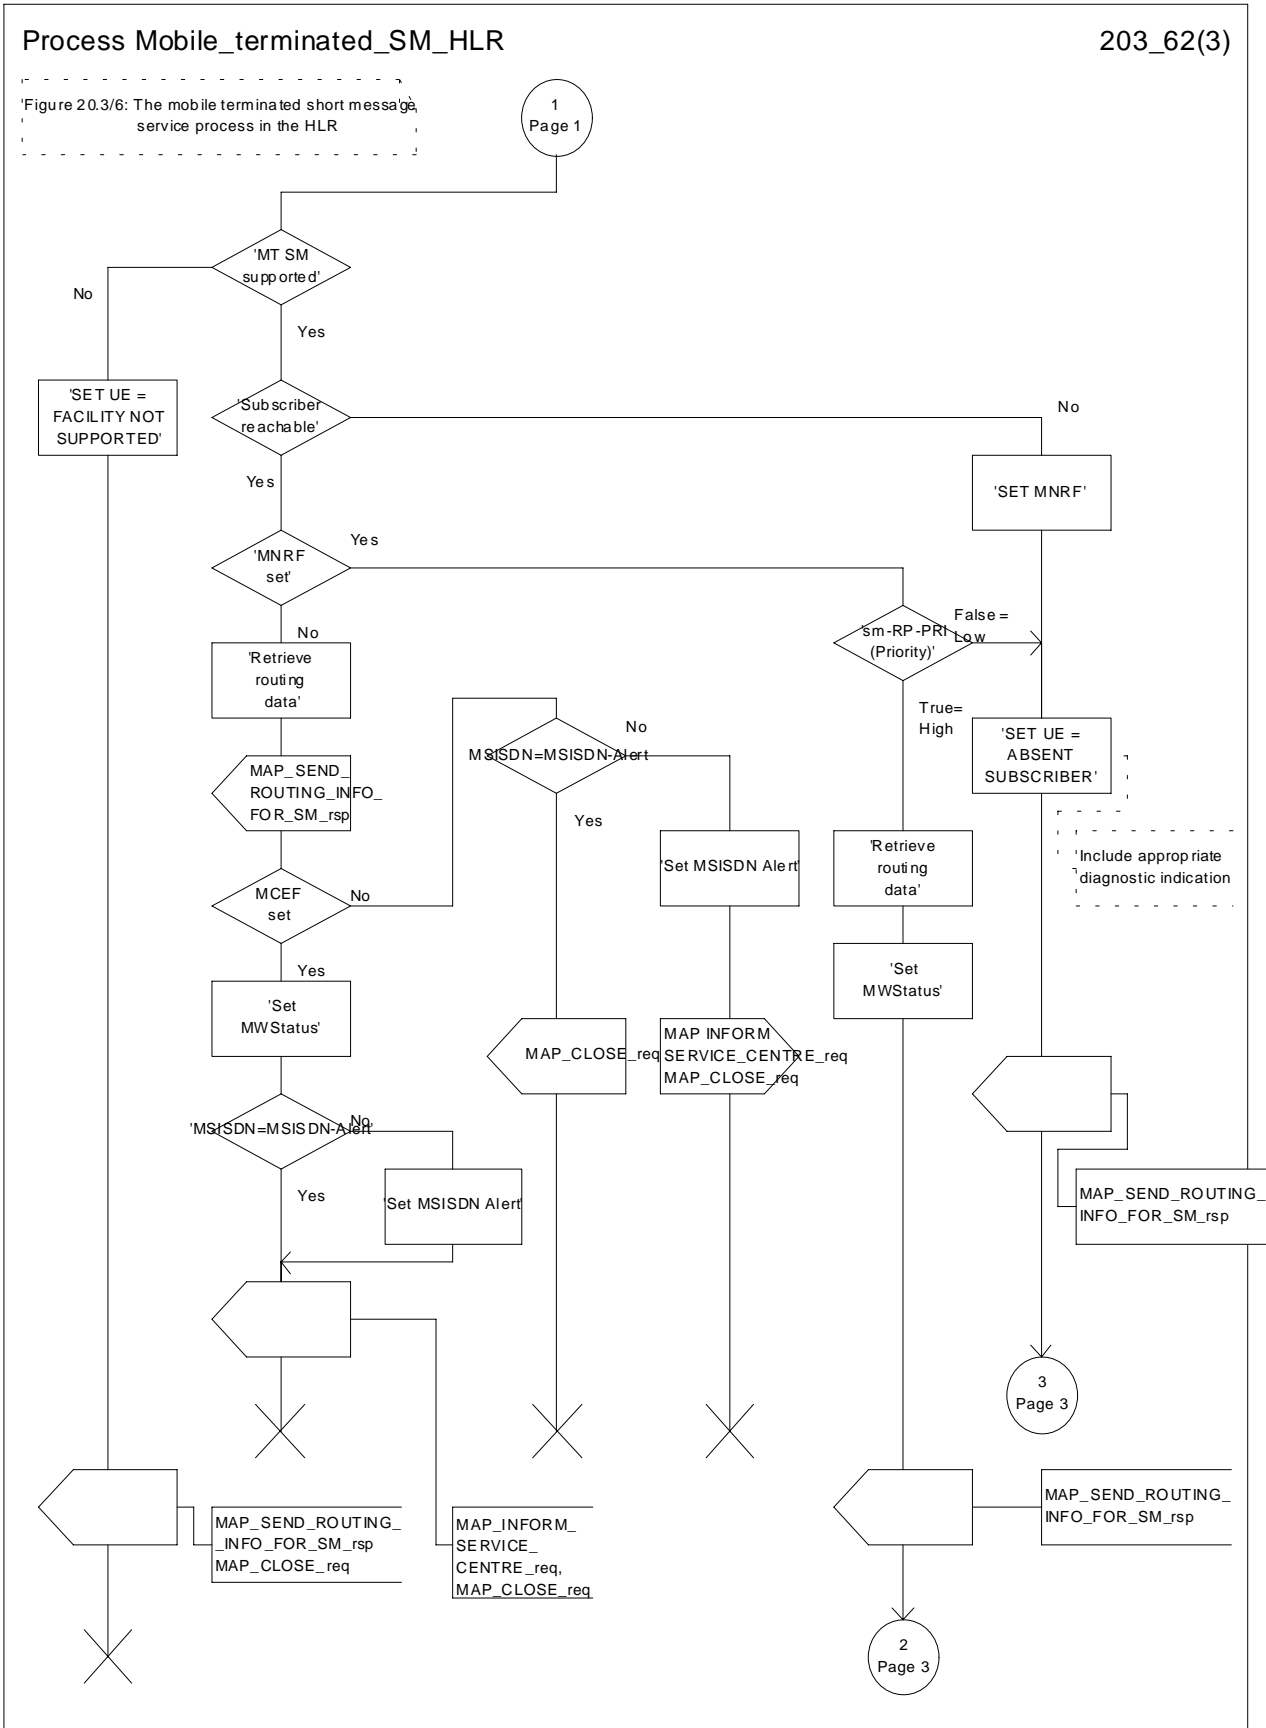 Process Mobile_terminated_SM_HLR
203_62(3)
'Figure 20.3/6: The mobile terminated short message
service process in the HLR
1
Page 1
'MT SM
supported'
No
Yes
'SET UE =
FACILITY NOT
SUPPORTED'
'Subscriber
reachable'
No
Yes
'SET MNRF'
'MNRF
set'
Yes
No
'sm-RP-PRI
(Priority)'
False =
Low
True=
High
'Retrieve
routing
data'
MSISDN=MSISDN-Alert
No
Yes
'SET UE =
ABSENT
SUBSCRIBER'
MAP_SEND_
ROUTING_INFO_
FOR_SM_rsp
'Set MSISDN Alert'
'Retrieve
routing
data'
'Include appropriate
diagnostic indication
MCEF
set
No
Yes
'Set
MWStatus'
'Set
MWStatus'
MAP_CLOSE_req
MAP INFORM
SERVICE_CENTRE_req
MAP_CLOSE_req
'MSISDN=MSISDN-Alert'
No
Yes
'Set MSISDN Alert'
MAP_SEND_ROUTING_
INFO_FOR_SM_rsp
3
Page 3
MAP_SEND_ROUTING_
_INFO_FOR_SM_rsp
MAP_CLOSE_req
MAP_INFORM_
SERVICE_
CENTRE_req,
MAP_CLOSE_req
MAP_SEND_ROUTING_
INFO_FOR_SM_rsp
2
Page 3